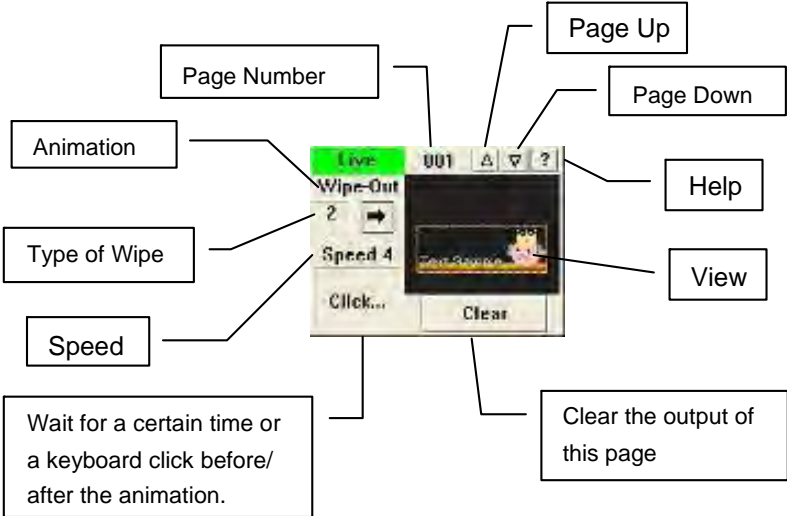 Page Up
Page Number
Page Down
Animation
Live 001 ?
Wipe-Out
Help
2
Type of Wipe
Speed 4
View
Click...
Clear
Speed
Wait for a certain time or
a keyboard click before/
after the animation.
Clear the output of
this page